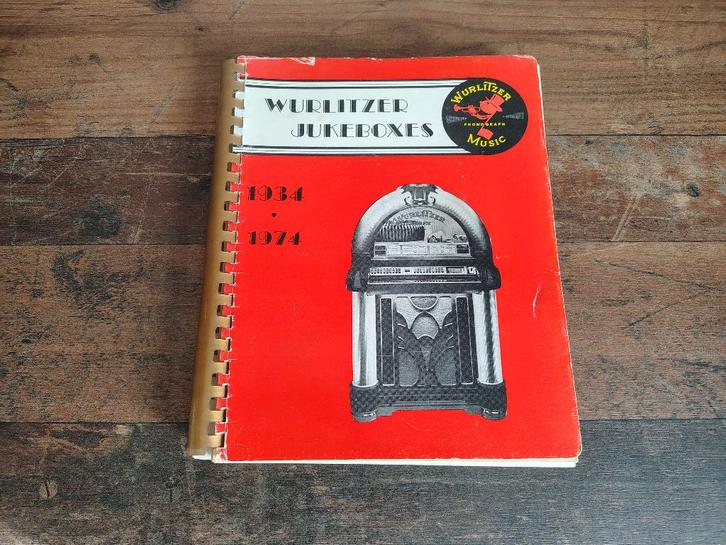 WURLITZER
JUKEBOXES
WURLITZER
PHONOGRAPH
MUSIC
1934
1974
WURLITZER